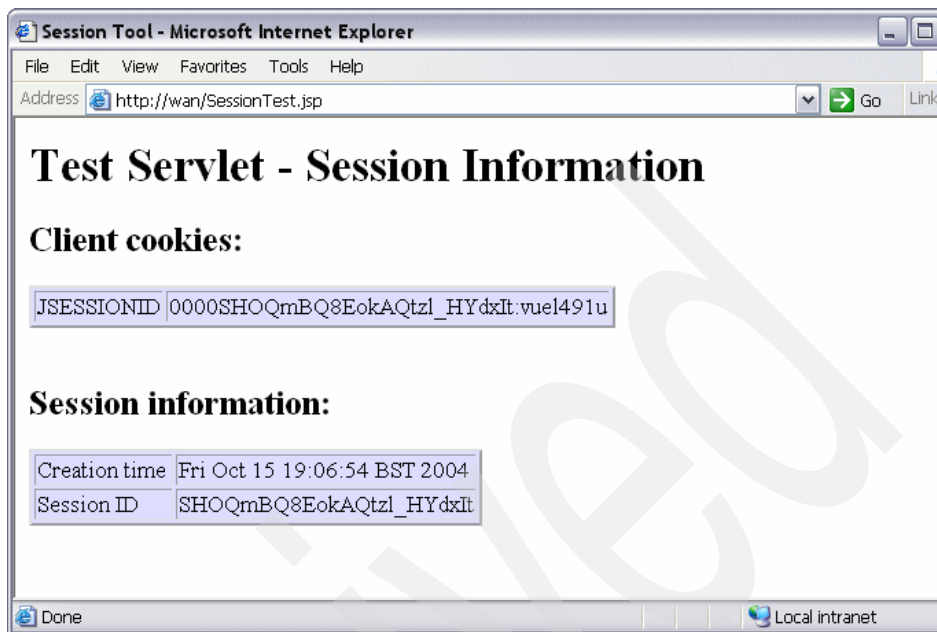 Session Tool - Microsoft Internet Explorer
File Edit View Favorites Tools Help
Address http://wan/SessionTest.jsp Go Link
Test Servlet - Session Information
Client cookies:
JSESSIONID 0000SHOQmBQ8EokAQtzl_HYdxIt:vuel491u
Session information:
Creation time Fri Oct 15 19:06:54 BST 2004
Session ID SHOQmBQ8EokAQtzl_HYdxIt
ived
Done Local intranet